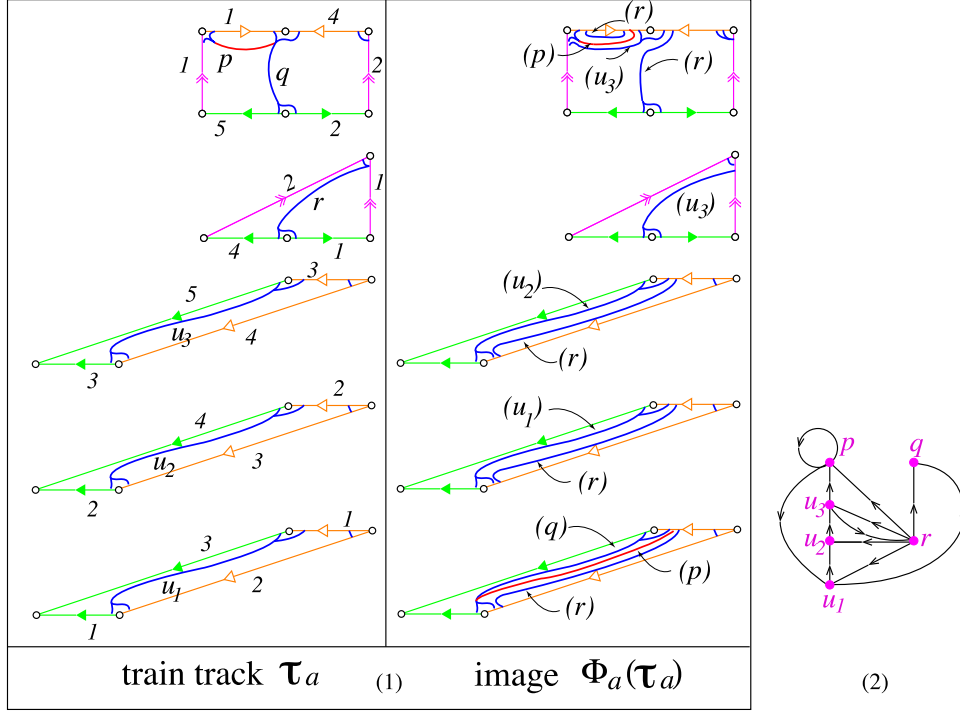 1 4 (r)
p q (p) (u3) (r)
1 2
5 2
2 r 1 (u3)
4 1
3 (u2)
5
u3 4 (r)
3
2 (u1)
4
u2 3 (r)
2
p q
u3
u2 r
u1
1 (q)
3
u1 2 (p)
(r)
1
train track τa (1) image Φa(τa) (2)